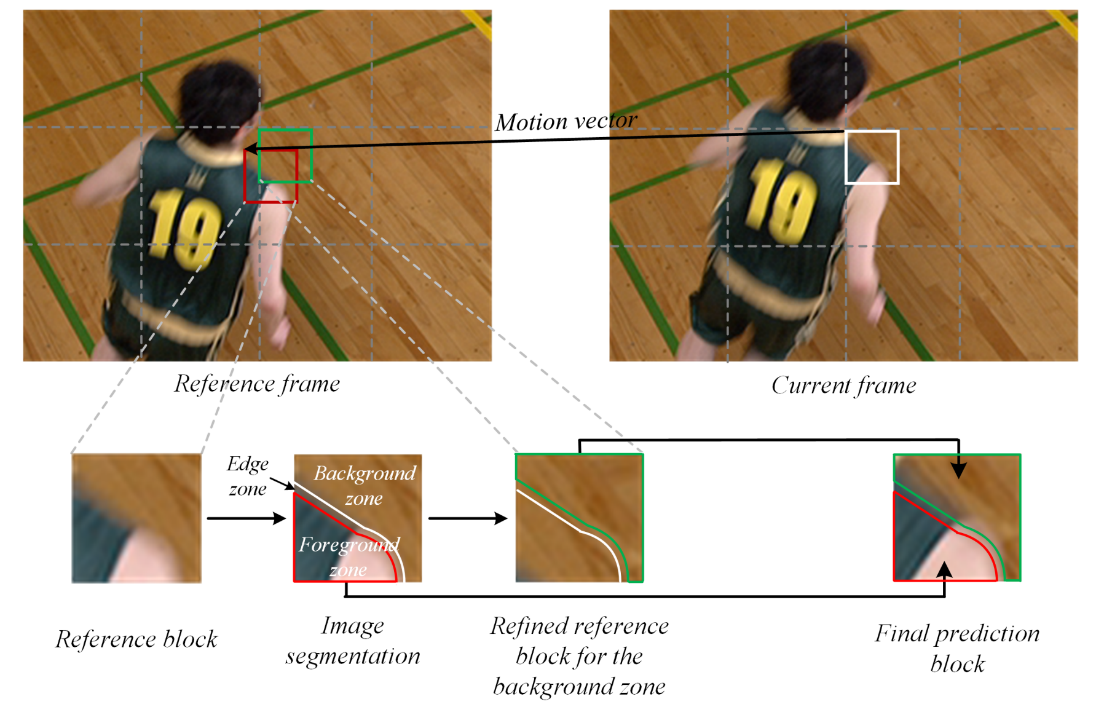 Motion vector
19
19
Reference frame
Current frame
Edge
zone
Background
zone
Foreground
zone
Reference block
Image
segmentation
Refined reference
block for the
background zone
Final prediction
block